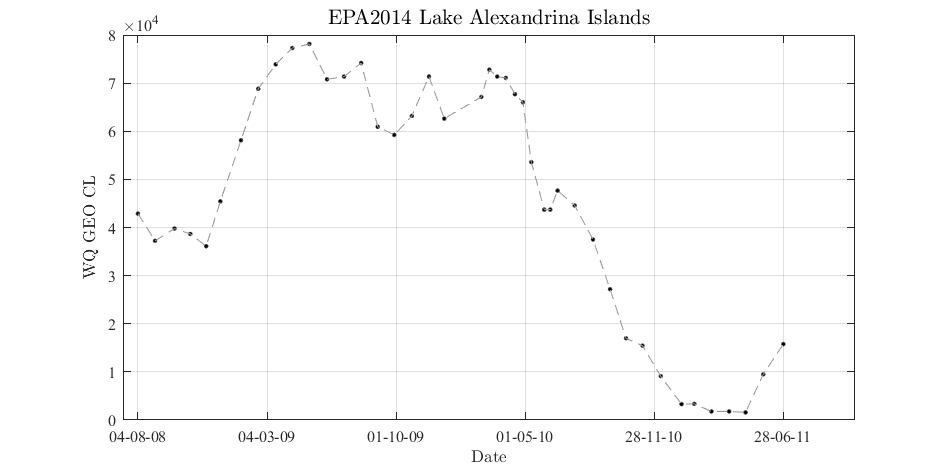 EPA2014 Lake Alexandrina Islands
×10⁴
8
7
6
5
4
3
2
1
0
WQ GEO CL
04-08-08 04-03-09 01-10-09 01-05-10 28-11-10 28-06-11
Date